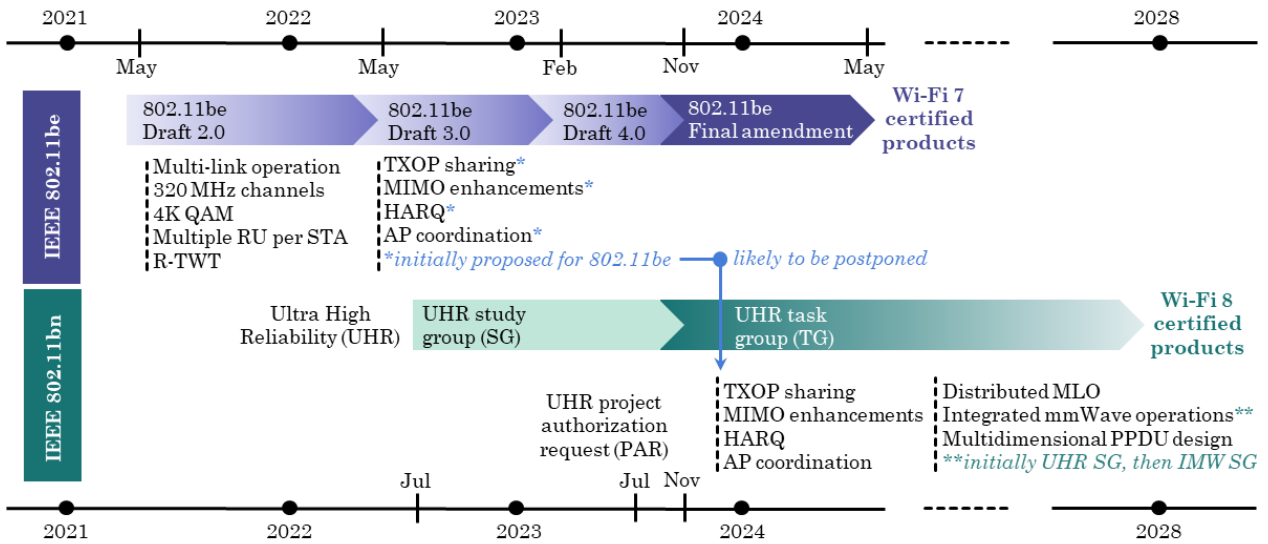 2021
2022
2023
2024
2028
May
May
Feb
Nov
May
IEEE 802.11be
802.11be
Draft 2.0
802.11be
Draft 3.0
802.11be
Draft 4.0
802.11be
Final amendment
Wi-Fi 7
certified
products
Multi-link operation
320 MHz channels
4K QAM
Multiple RU per STA
R-TWT
TXOP sharing*
MIMO enhancements*
HARQ*
AP coordination*
*initially proposed for 802.11be
likely to be postponed
IEEE 802.11bn
Ultra High
Reliability (UHR)
UHR study
group (SG)
UHR task
group (TG)
Wi-Fi 8
certified
products
UHR project
authorization
request (PAR)
TXOP sharing
MIMO enhancements
HARQ
AP coordination
Distributed MLO
Integrated mmWave operations**
Multidimensional PPDU design
**initially UHR SG, then IMW SG
Jul
Jul
Nov
2021
2022
2023
2024
2028